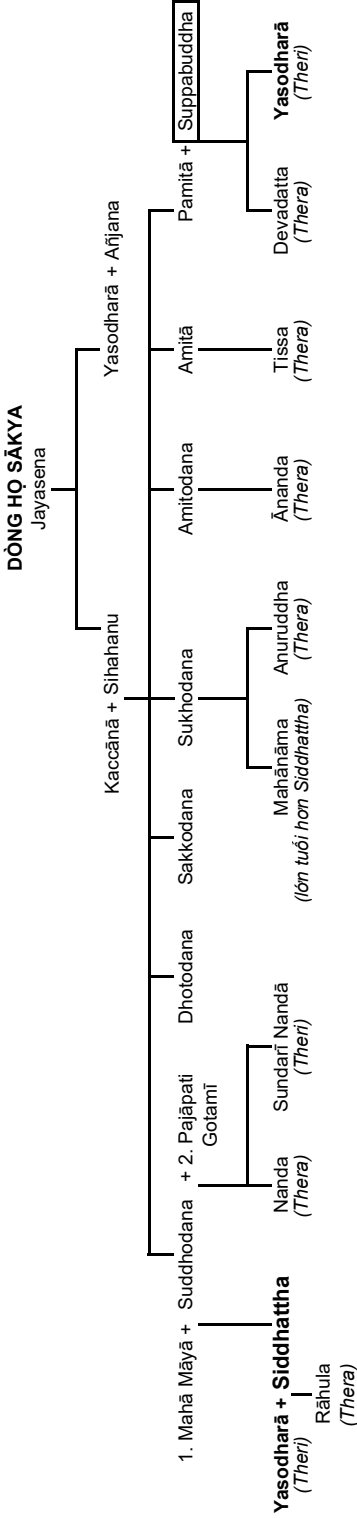 DÒNG HỌ SĀKYA
Jayasena
Kaccānā + Sihahanu
Yasodharā + Añjana
1. Mahā Māyā + Suddhodana + 2. Pajāpati
Gotamī
Dhotodana
Sakkodana
Sukhodana
Amitodana
Amitā
Pamitā + Suppabuddha
Yasodharā + Siddhattha
(Theri)
Rāhula
(Thera)
Nanda
(Thera)
Sundarī Nandā
(Theri)
Mahānāma
(lớn tuổi hơn Siddhattha)
Anuruddha
(Thera)
Ānanda
(Thera)
Tissa
(Thera)
Devadatta
(Thera)
Yasodharā
(Theri)